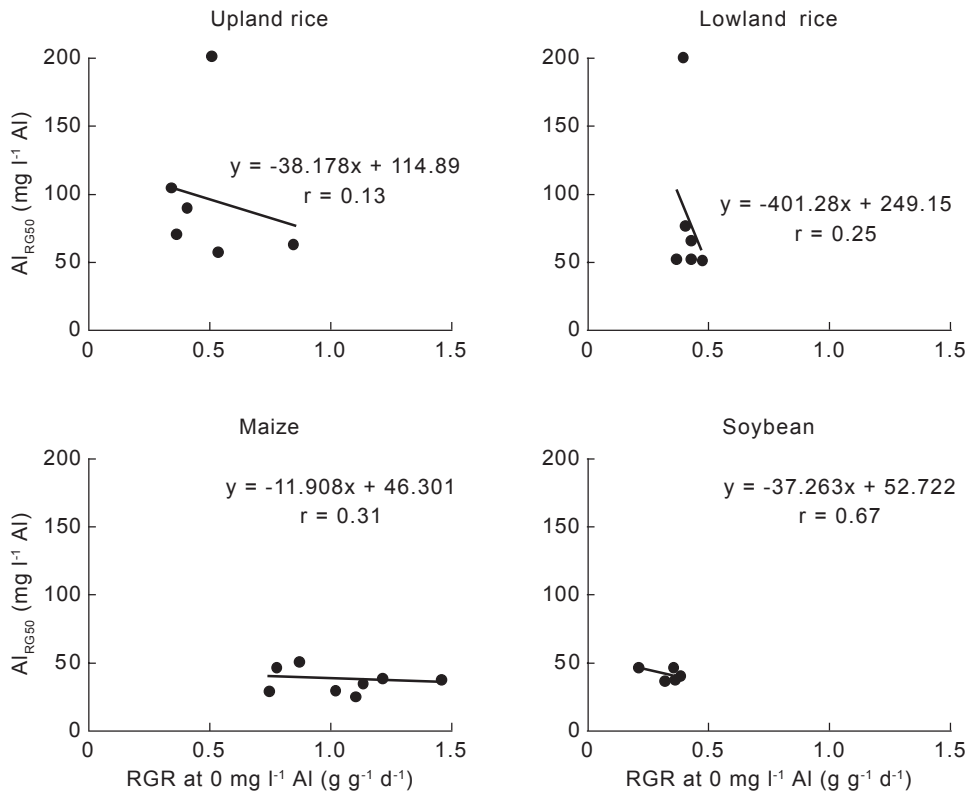 Upland rice
Lowland rice
200
150
100
50
0
Al_RG50 (mg l⁻¹ Al)
y = -38.178x + 114.89
r = 0.13
0 0.5 1.0 1.5
200
150
100
50
0
y = -401.28x + 249.15
r = 0.25
0 0.5 1.0 1.5
Maize
Soybean
200
150
100
50
0
Al_RG50 (mg l⁻¹ Al)
y = -11.908x + 46.301
r = 0.31
0 0.5 1.0 1.5
RGR at 0 mg l⁻¹ Al (g g⁻¹ d⁻¹)
200
150
100
50
0
y = -37.263x + 52.722
r = 0.67
0 0.5 1.0 1.5
RGR at 0 mg l⁻¹ Al (g g⁻¹ d⁻¹)